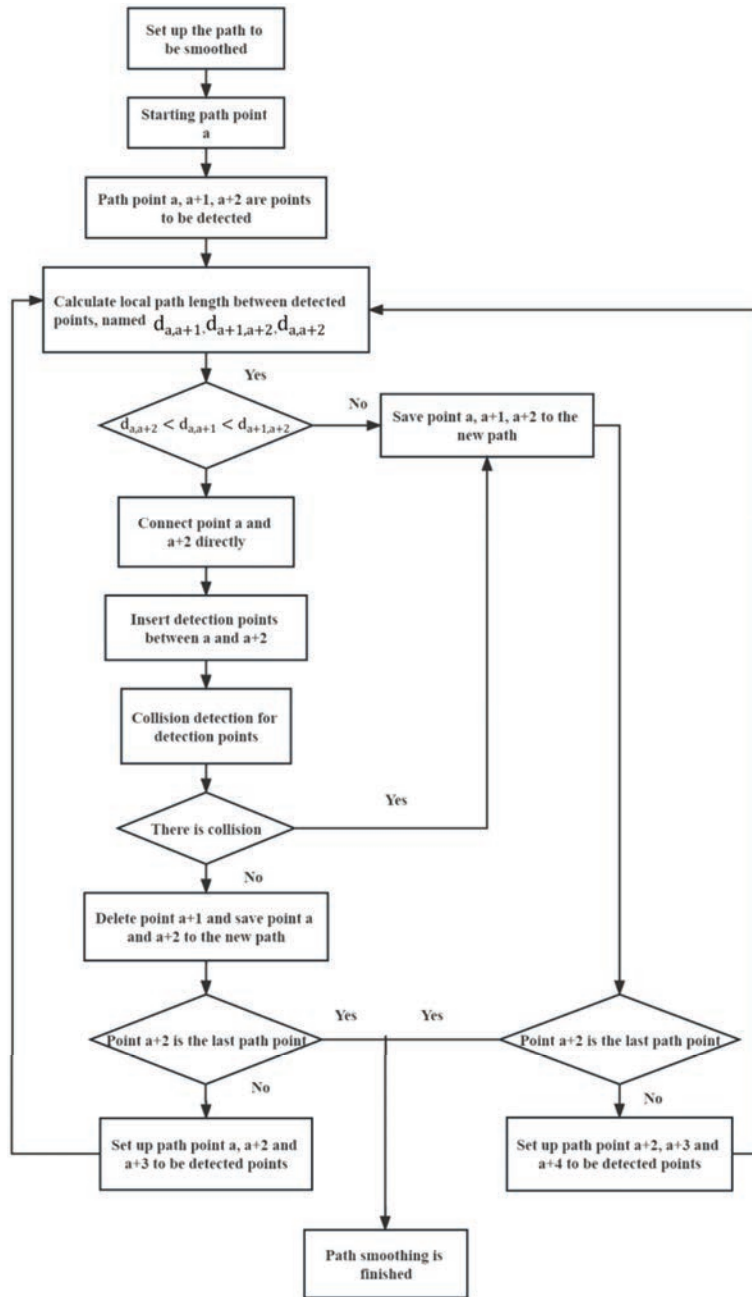 Set up the path to
be smoothed
Starting path point
a
Path point a, a+1, a+2 are points
to be detected
Calculate local path length between detected
points, named d_{a,a+1}.d_{a+1,a+2}.d_{a,a+2}
Yes
d_{a,a+2} < d_{a,a+1} < d_{a+1,a+2}
No
Save point a, a+1, a+2 to the
new path
Connect point a and
a+2 directly
Insert detection points
between a and a+2
Collision detection for
detection points
Yes
There is collision
No
Delete point a+1 and save point a
and a+2 to the new path
Yes
Yes
Point a+2 is the last path point
Point a+2 is the last path point
No
No
Set up path point a, a+2 and
a+3 to be detected points
Set up path point a+2, a+3 and
a+4 to be detected points
Path smoothing is
finished